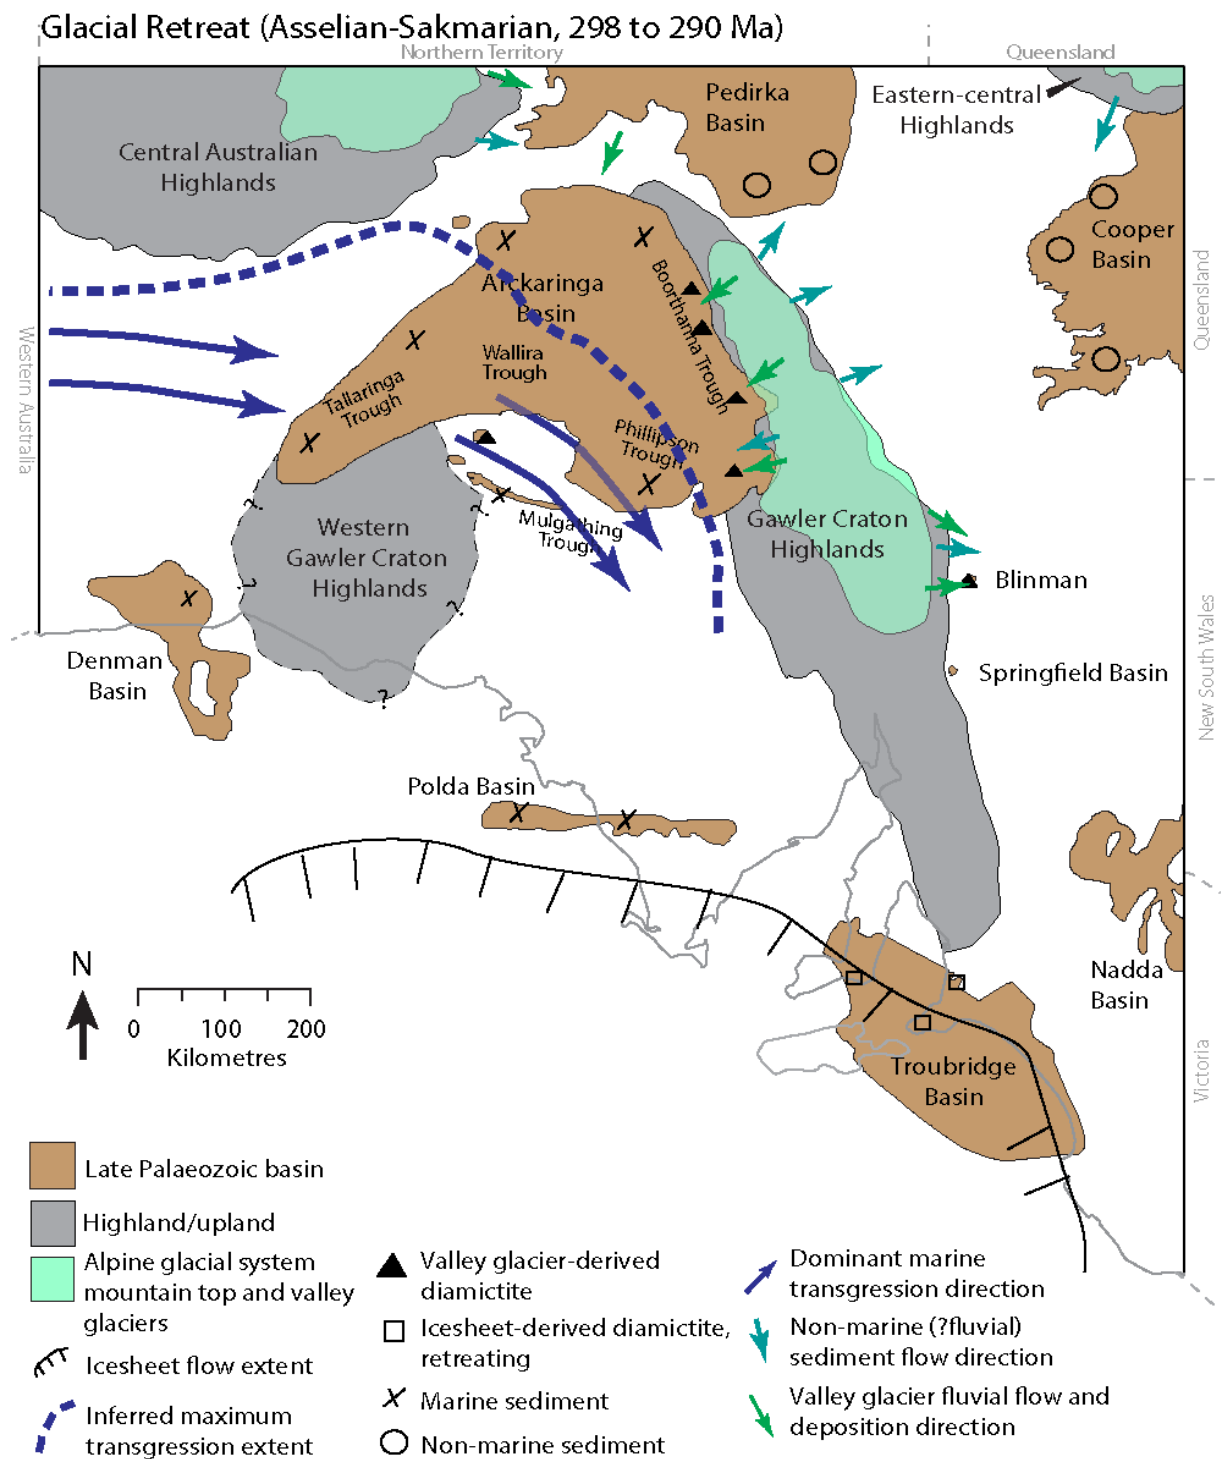 Glacial Retreat (Asselian-Sakmarian, 298 to 290 Ma)
Northern Territory
Queensland
Pedirka
Basin
Eastern-central
Highlands
Central Australian
Highlands
Cooper
Basin
Queensland
Western Australia
Arckaringa
Basin
Boorthanna Trough
Wallira
Trough
Tallaringa
Trough
Phillipson
Trough
Mulgathing
Trough
Gawler Craton
Highlands
Western
Gawler Craton
Highlands
?
?
?
?
?
Blinman
New South Wales
Denman
Basin
Springfield Basin
Polda Basin
N
0 100 200
Kilometres
Nadda
Basin
Troubridge
Basin
Victoria
Late Palaeozoic basin
Highland/upland
Alpine glacial system
mountain top and valley
glaciers
Icesheet flow extent
Inferred maximum
transgression extent
Valley glacier-derived
diamictite
Icesheet-derived diamictite,
retreating
Marine sediment
Non-marine sediment
Dominant marine
transgression direction
Non-marine (?fluvial)
sediment flow direction
Valley glacier fluvial flow and
deposition direction